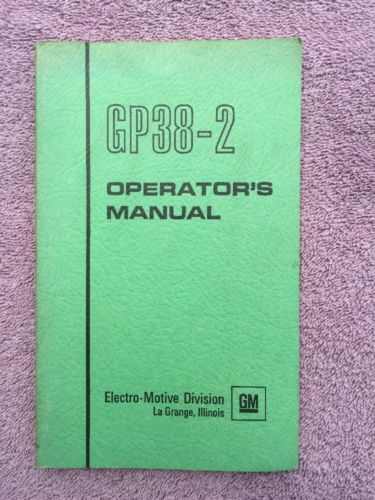 GP38-2
OPERATOR'S
MANUAL
Electro-Motive Division
La Grange, Illinois
GM